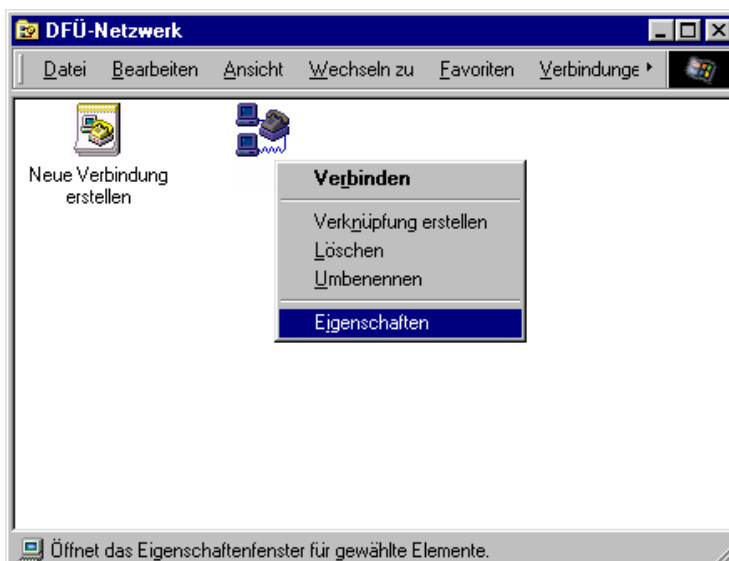 DFÜ-Netzwerk
Datei Bearbeiten Ansicht Wechseln zu Favoriten Verbindunge
Neue Verbindung
erstellen
Verbinden
Verknüpfung erstellen
Löschen
Umbenennen
Eigenschaften
Öffnet das Eigenschaftenfenster für gewählte Elemente.